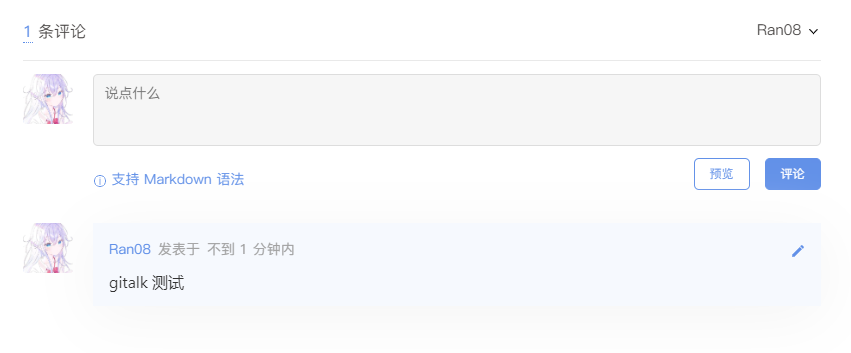 1 条评论
Ran08
说点什么
支持 Markdown 语法
预览
评论
Ran08 发表于 不到 1 分钟内
gitalk 测试